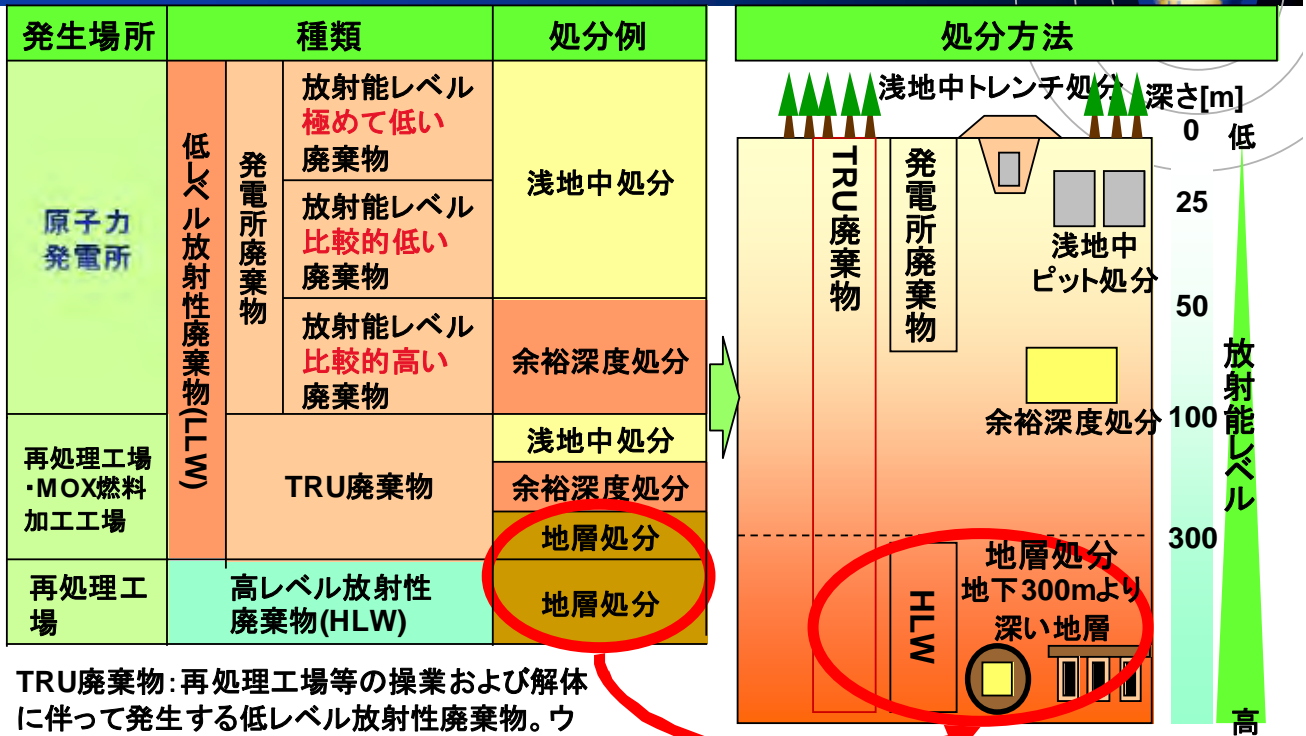 発生場所
種類
処分例
原子力
発電所
低レベル放射性廃棄物(LLW)
発電所廃棄物
放射能レベル
極めて低い
廃棄物
放射能レベル
比較的低い
廃棄物
放射能レベル
比較的高い
廃棄物
浅地中処分
余裕深度処分
再処理工場
・MOX燃料
加工工場
TRU廃棄物
浅地中処分
余裕深度処分
地層処分
再処理工
場
高レベル放射性
廃棄物(HLW)
地層処分
TRU廃棄物：再処理工場等の操業および解体
に伴って発生する低レベル放射性廃棄物。ウ
処分方法
浅地中トレンチ処分
深さ[m]
0
低
TRU廃棄物
発電所廃棄物
25
浅地中
ピット処分
50
余裕深度処分
100
放射能レベル
300
地層処分
地下300mより
深い地層
HLW
高